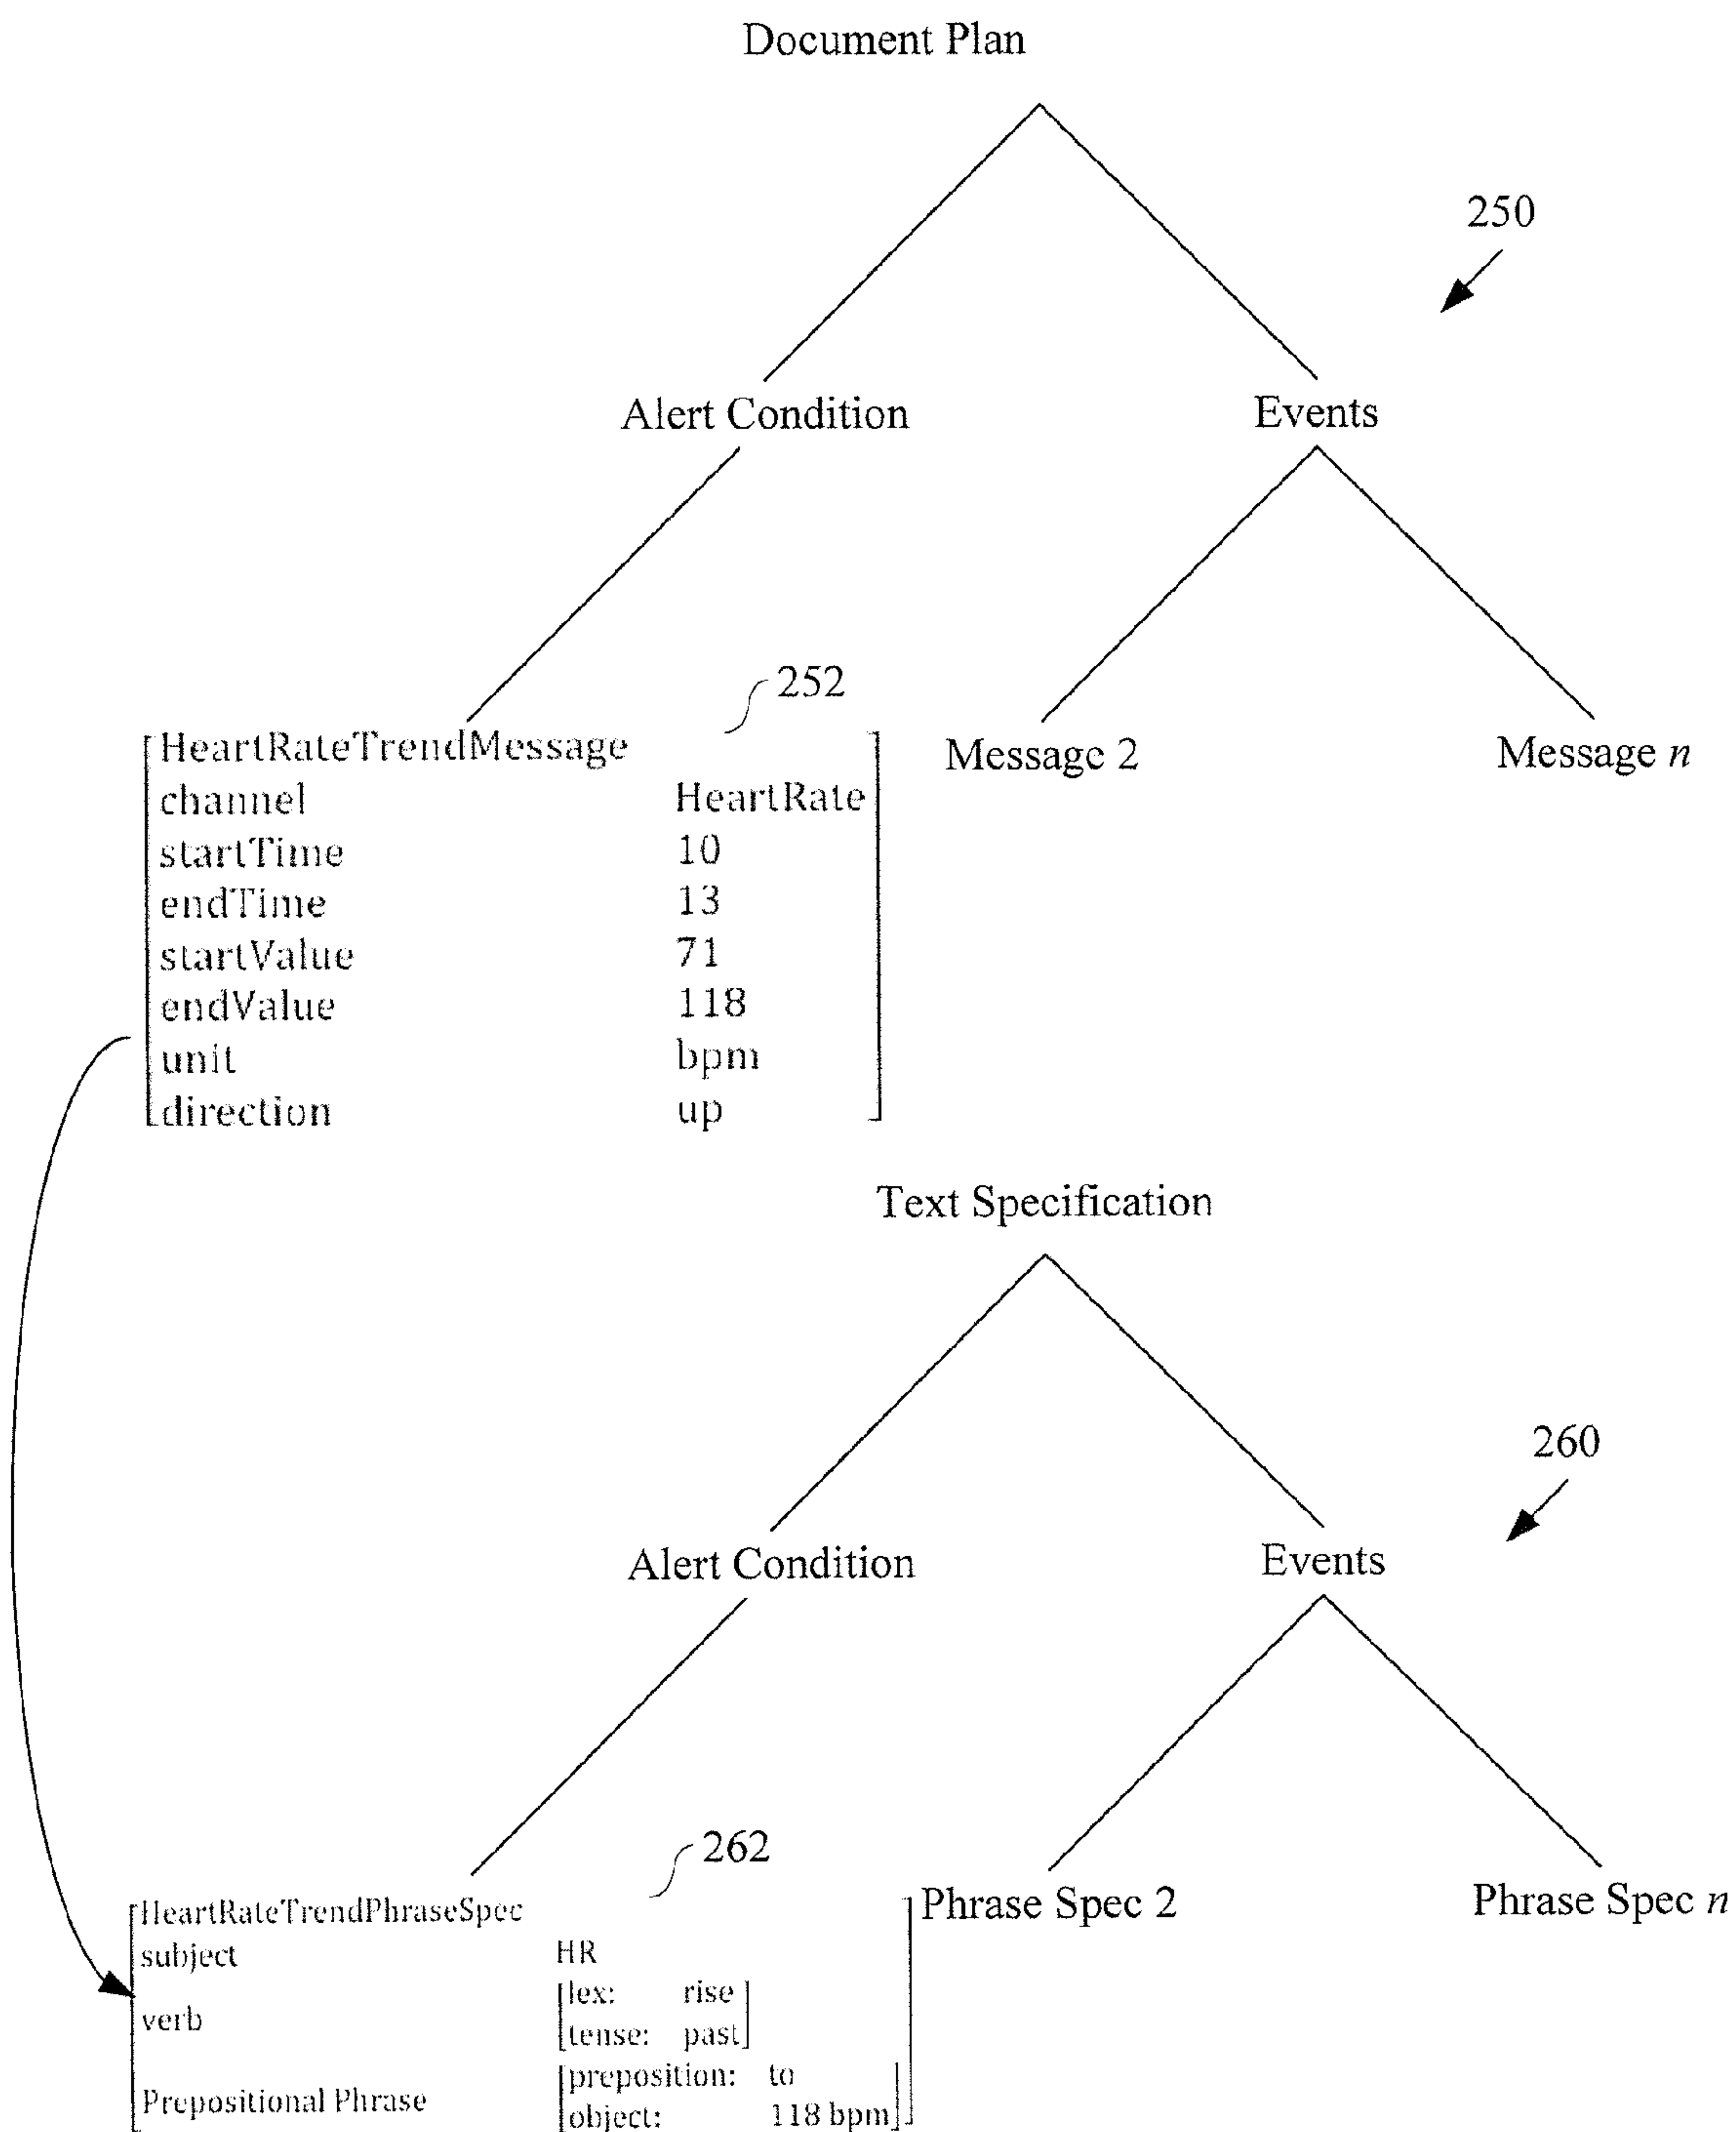 Document Plan
250
Alert Condition Events
252
HeartRateTrendMessage Message 2 Message n
channel HeartRate
startTime 10
endTime 13
startValue 71
endValue 118
unit bpm
direction up
Text Specification
260
Alert Condition Events
262
HeartRateTrendPhraseSpec Phrase Spec 2 Phrase Spec n
subject HR
verb lex: rise
tense: past
Prepositional Phrase preposition: to
object: 118 bpm